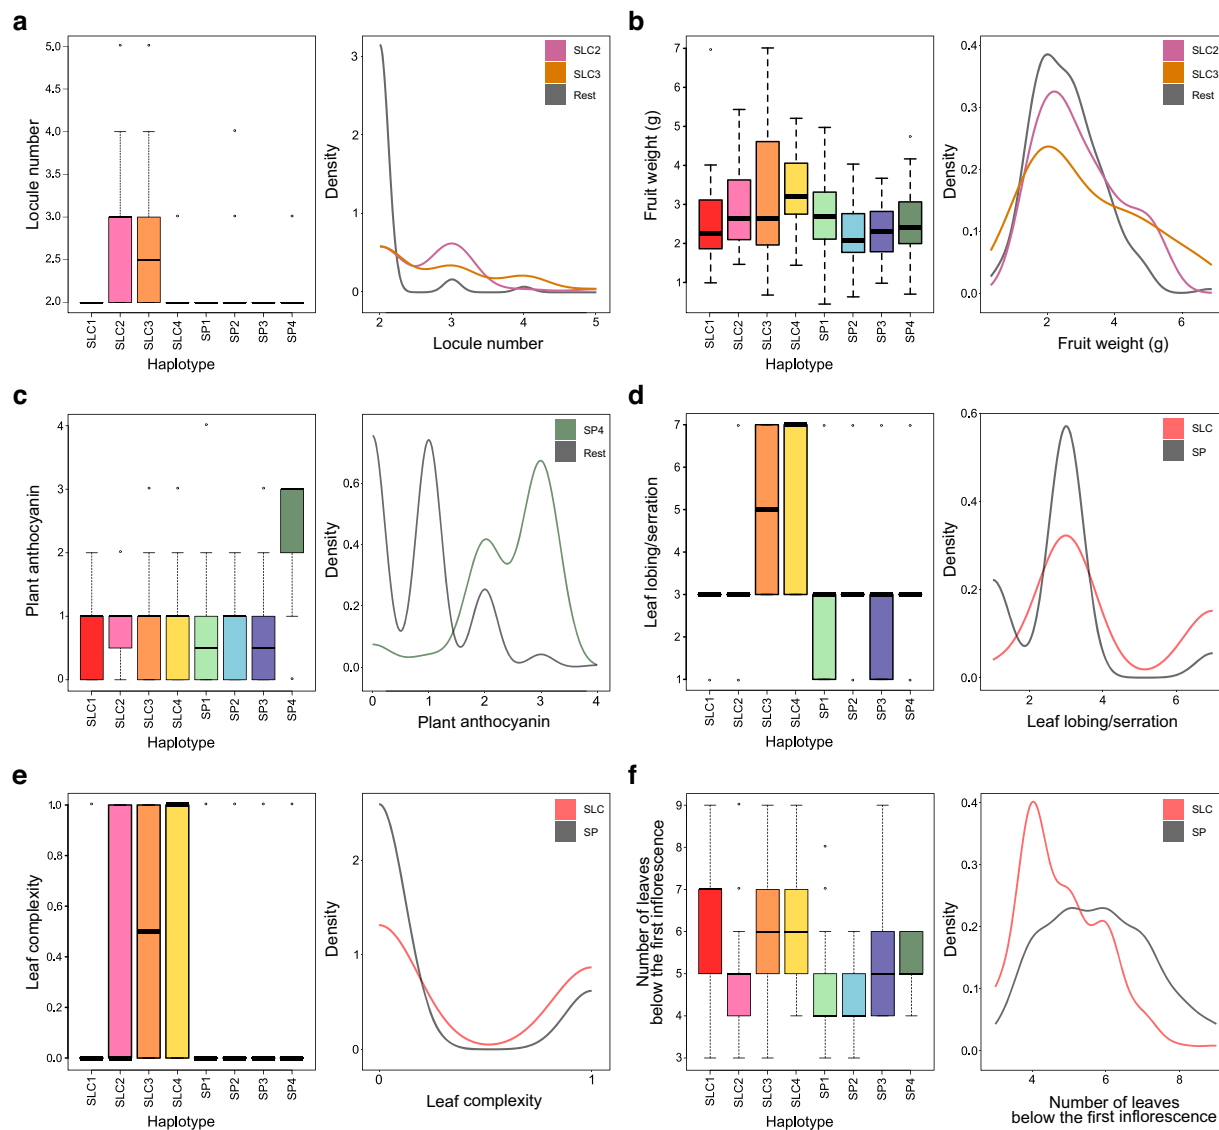 a
5.0
4.5
4.0
3.5
3.0
2.5
2.0
Locule number
SLC1
SLC2
SLC3
SLC4
SP1
SP2
SP3
SP4
Haplotype
3
2
1
0
Density
SLC2
SLC3
Rest
2
3
4
5
Locule number
b
7
6
5
4
3
2
1
Fruit weight (g)
SLC1
SLC2
SLC3
SLC4
SP1
SP2
SP3
SP4
Haplotype
0.4
0.3
0.2
0.1
0.0
Density
SLC2
SLC3
Rest
2
4
6
Fruit weight (g)
c
4
3
2
1
0
Plant anthocyanin
SLC1
SLC2
SLC3
SLC4
SP1
SP2
SP3
SP4
Haplotype
0.6
0.4
0.2
0.0
Density
SP4
Rest
0
1
2
3
4
Plant anthocyanin
d
7
6
5
4
3
2
1
Leaf lobing/serration
SLC1
SLC2
SLC3
SLC4
SP1
SP2
SP3
SP4
Haplotype
0.6
0.4
0.2
0.0
Density
SLC
SP
2
4
6
Leaf lobing/serration
e
1.0
0.8
0.6
0.4
0.2
0.0
Leaf complexity
SLC1
SLC2
SLC3
SLC4
SP1
SP2
SP3
SP4
Haplotype
2
1
0
Density
SLC
SP
0
1
Leaf complexity
f
9
8
7
6
5
4
3
Number of leaves
below the first inflorescence
SLC1
SLC2
SLC3
SLC4
SP1
SP2
SP3
SP4
Haplotype
0.4
0.3
0.2
0.1
0.0
Density
SLC
SP
4
6
8
Number of leaves
below the first inflorescence